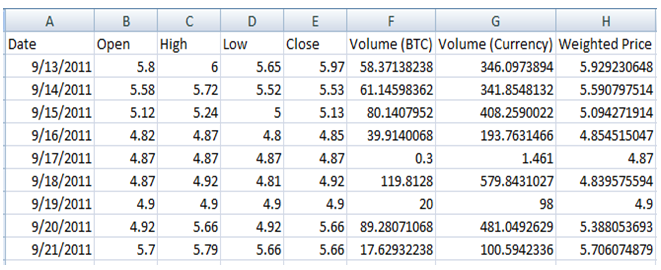 A B C D E F G H
Date Open High Low Close Volume (BTC) Volume (Currency) Weighted Price
9/13/2011 5.8 6 5.65 5.97 58.37138238 346.0973894 5.929230648
9/14/2011 5.58 5.72 5.52 5.53 61.14598362 341.8548132 5.590797514
9/15/2011 5.12 5.24 5 5.13 80.1407952 408.2590022 5.094271914
9/16/2011 4.82 4.87 4.8 4.85 39.9140068 193.7631466 4.854515047
9/17/2011 4.87 4.87 4.87 4.87 0.3 1.461 4.87
9/18/2011 4.87 4.92 4.81 4.92 119.8128 579.8431027 4.839575594
9/19/2011 4.9 4.9 4.9 4.9 20 98 4.9
9/20/2011 4.92 5.66 4.92 5.66 89.28071068 481.0492629 5.388053693
9/21/2011 5.7 5.79 5.66 5.66 17.62932238 100.5942336 5.706074879